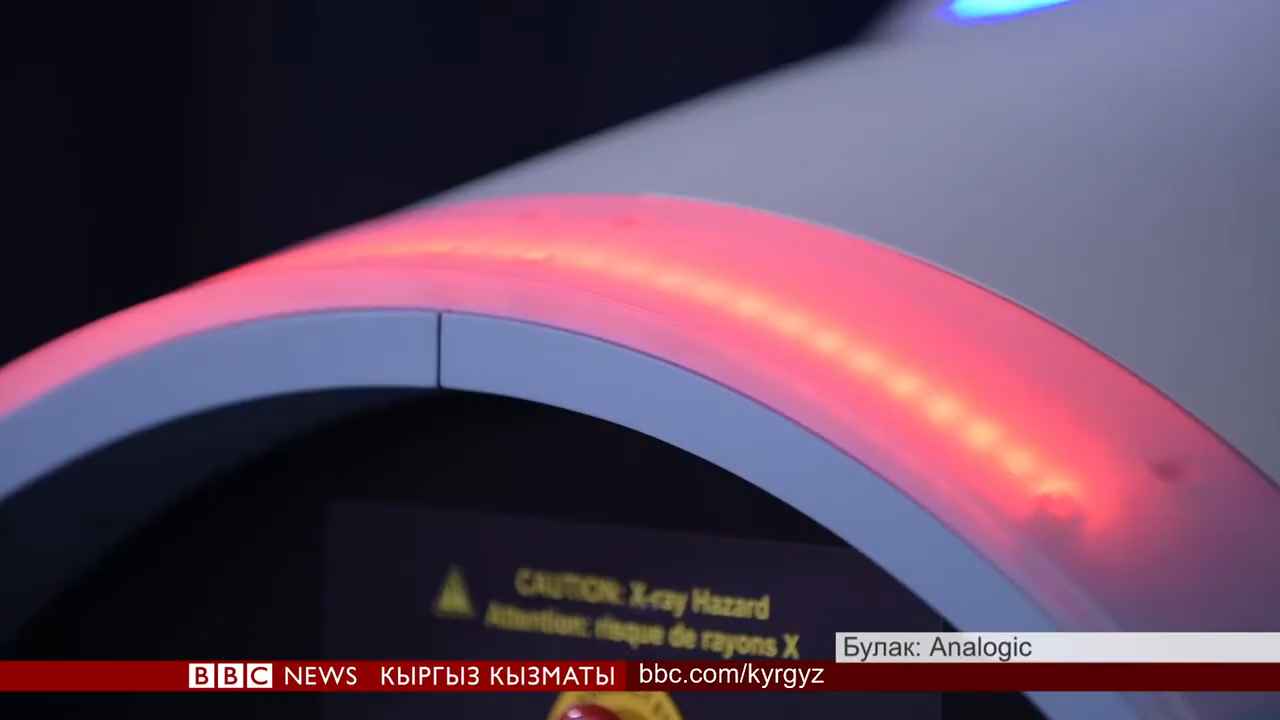 CAUTION: X-ray Hazard
Attention: risque de rayons X
Булак: Analogic
BBC NEWS КЫРГЫЗ КЫЗМАТЫ bbc.com/kyrgyz